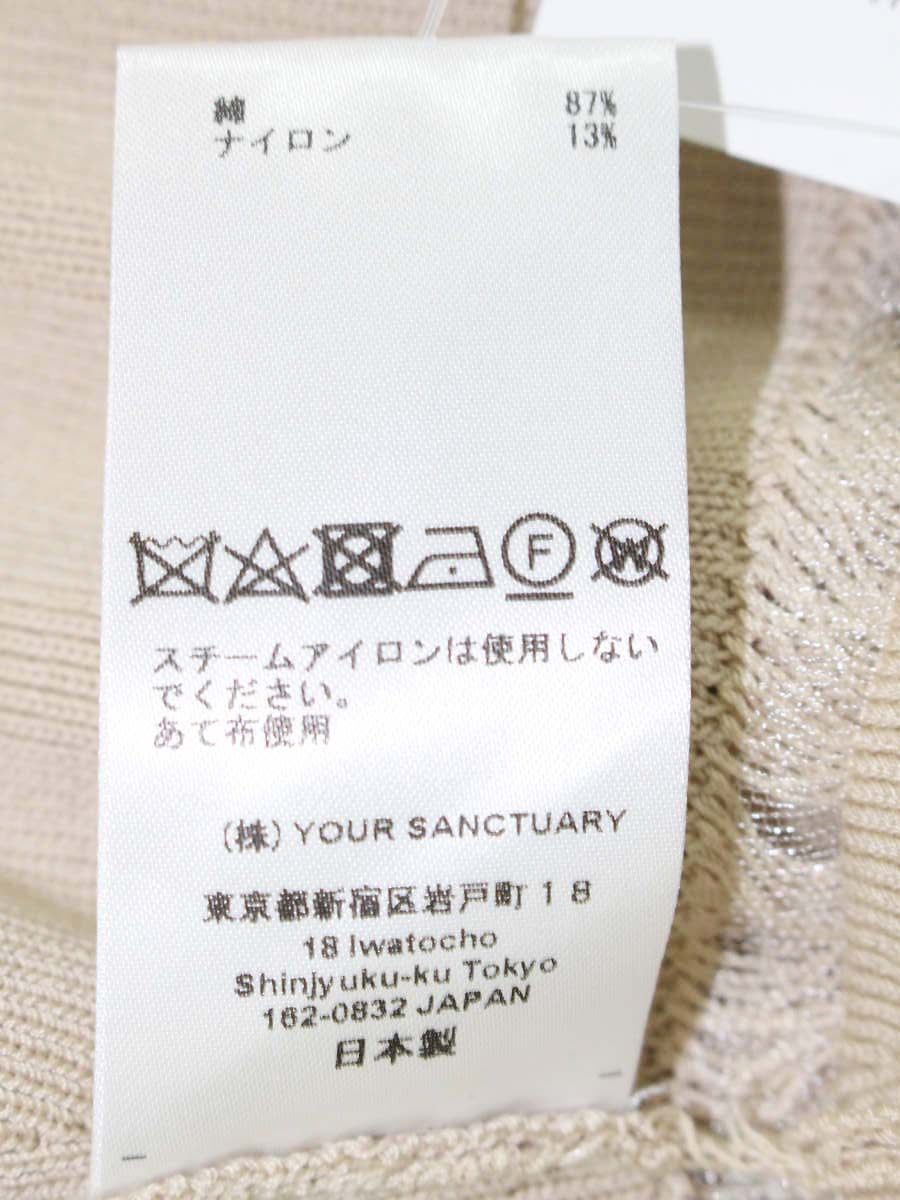 綿 87%
ナイロン 13%
F W
スチームアイロンは使用しない
でください。
あて布使用
(株) YOUR SANCTUARY
東京都新宿区岩戸町18
18 Iwatocho
Shinjyuku-ku Tokyo
162-0832 JAPAN
日本製